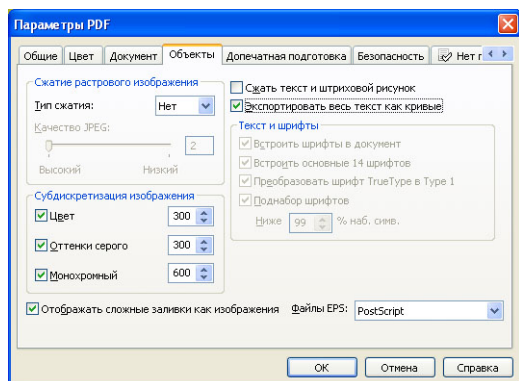 Параметры PDF
Общие Цвет Документ Объекты Допечатная подготовка Безопасность Нет
Сжатие растрового изображения
Тип сжатия: Нет
Качество JPEG:
2
Высокий Низкий
Субдискретизация изображения
Цвет 300
Оттенки серого 300
Монохромный 600
Сжать текст и штриховой рисунок
Экспортировать весь текст как кривые
Текст и шрифты
Встроить шрифты в документ
Встроить основные 14 шрифтов
Преобразовать шрифт TrueType в Type 1
Поднабор шрифтов
Ниже 99 % наб. симв.
Отображать сложные заливки как изображения Файлы EPS: PostScript
ОК Отмена Справка